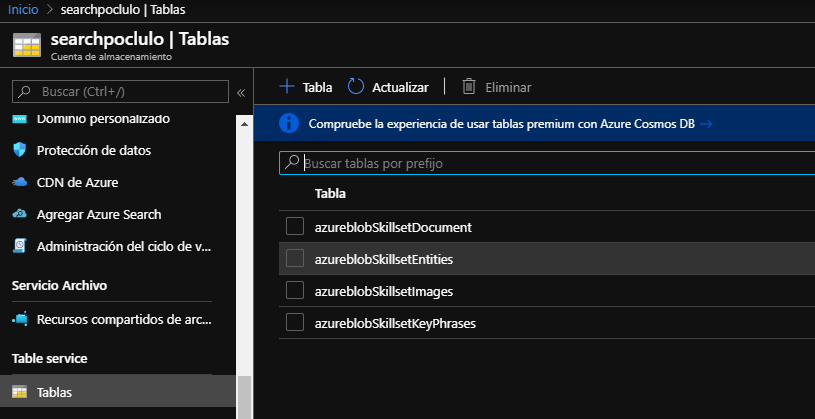 Inicio > searchpoclulo | Tablas
searchpoclulo | Tablas
Cuenta de almacenamiento
Buscar (Ctrl+/)
«
Dominio personalizado
Protección de datos
CDN de Azure
Agregar Azure Search
Administración del ciclo de v...
Servicio Archivo
Recursos compartidos de arc...
Table service
Tablas
+ Tabla
Actualizar
Eliminar
Compruebe la experiencia de usar tablas premium con Azure Cosmos DB →
Buscar tablas por prefijo
Tabla
azureblobSkillsetDocument
azureblobSkillsetEntities
azureblobSkillsetImages
azureblobSkillsetKeyPhrases